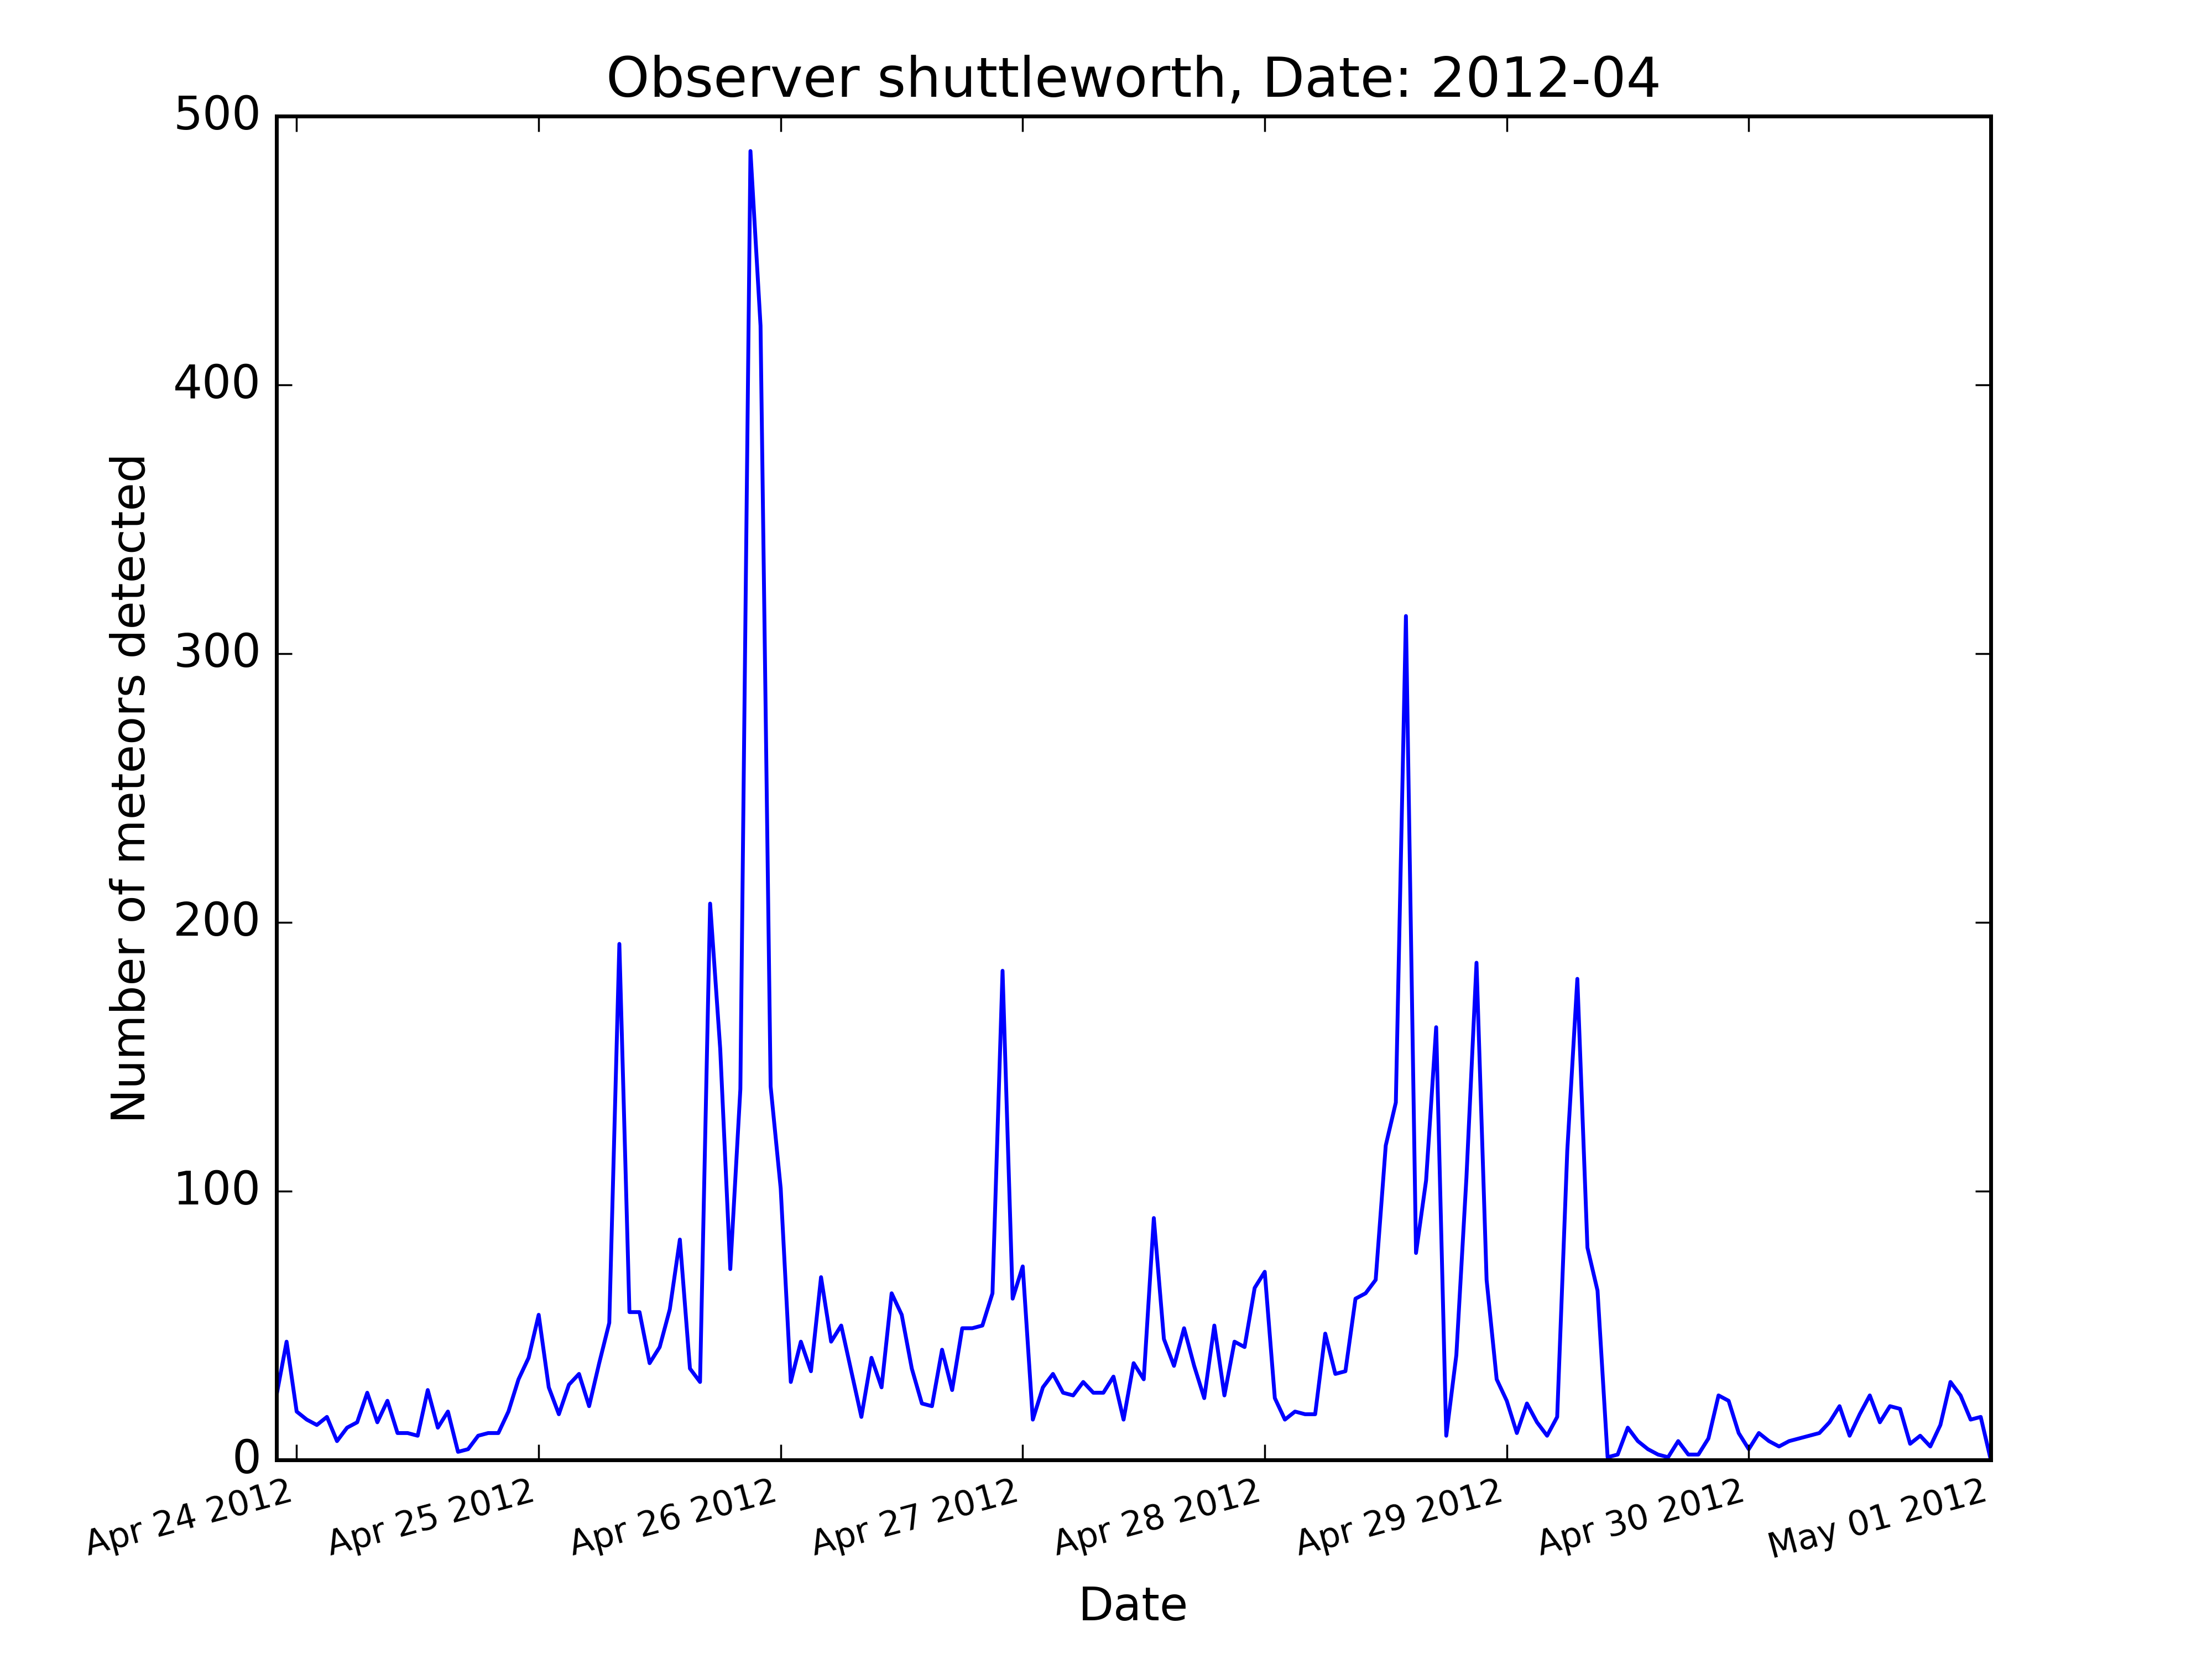 Observer shuttleworth, Date: 2012-04
Number of meteors detected
500
400
300
200
100
0
Apr 24 2012
Apr 25 2012
Apr 26 2012
Apr 27 2012
Apr 28 2012
Apr 29 2012
Apr 30 2012
May 01 2012
Date